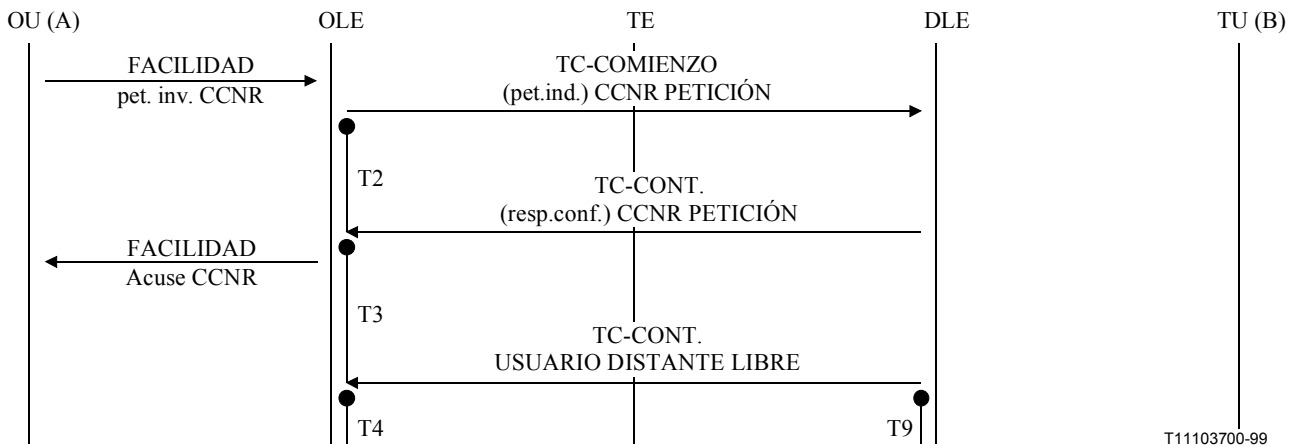 OU (A)
OLE
TE
DLE
TU (B)
FACILIDAD
pet. inv. CCNR
TC-COMIENZO
(pet.ind.) CCNR PETICIÓN
T2
TC-CONT.
(resp.conf.) CCNR PETICIÓN
FACILIDAD
Acuse CCNR
T3
TC-CONT.
USUARIO DISTANTE LIBRE
T4
T9
T11103700-99